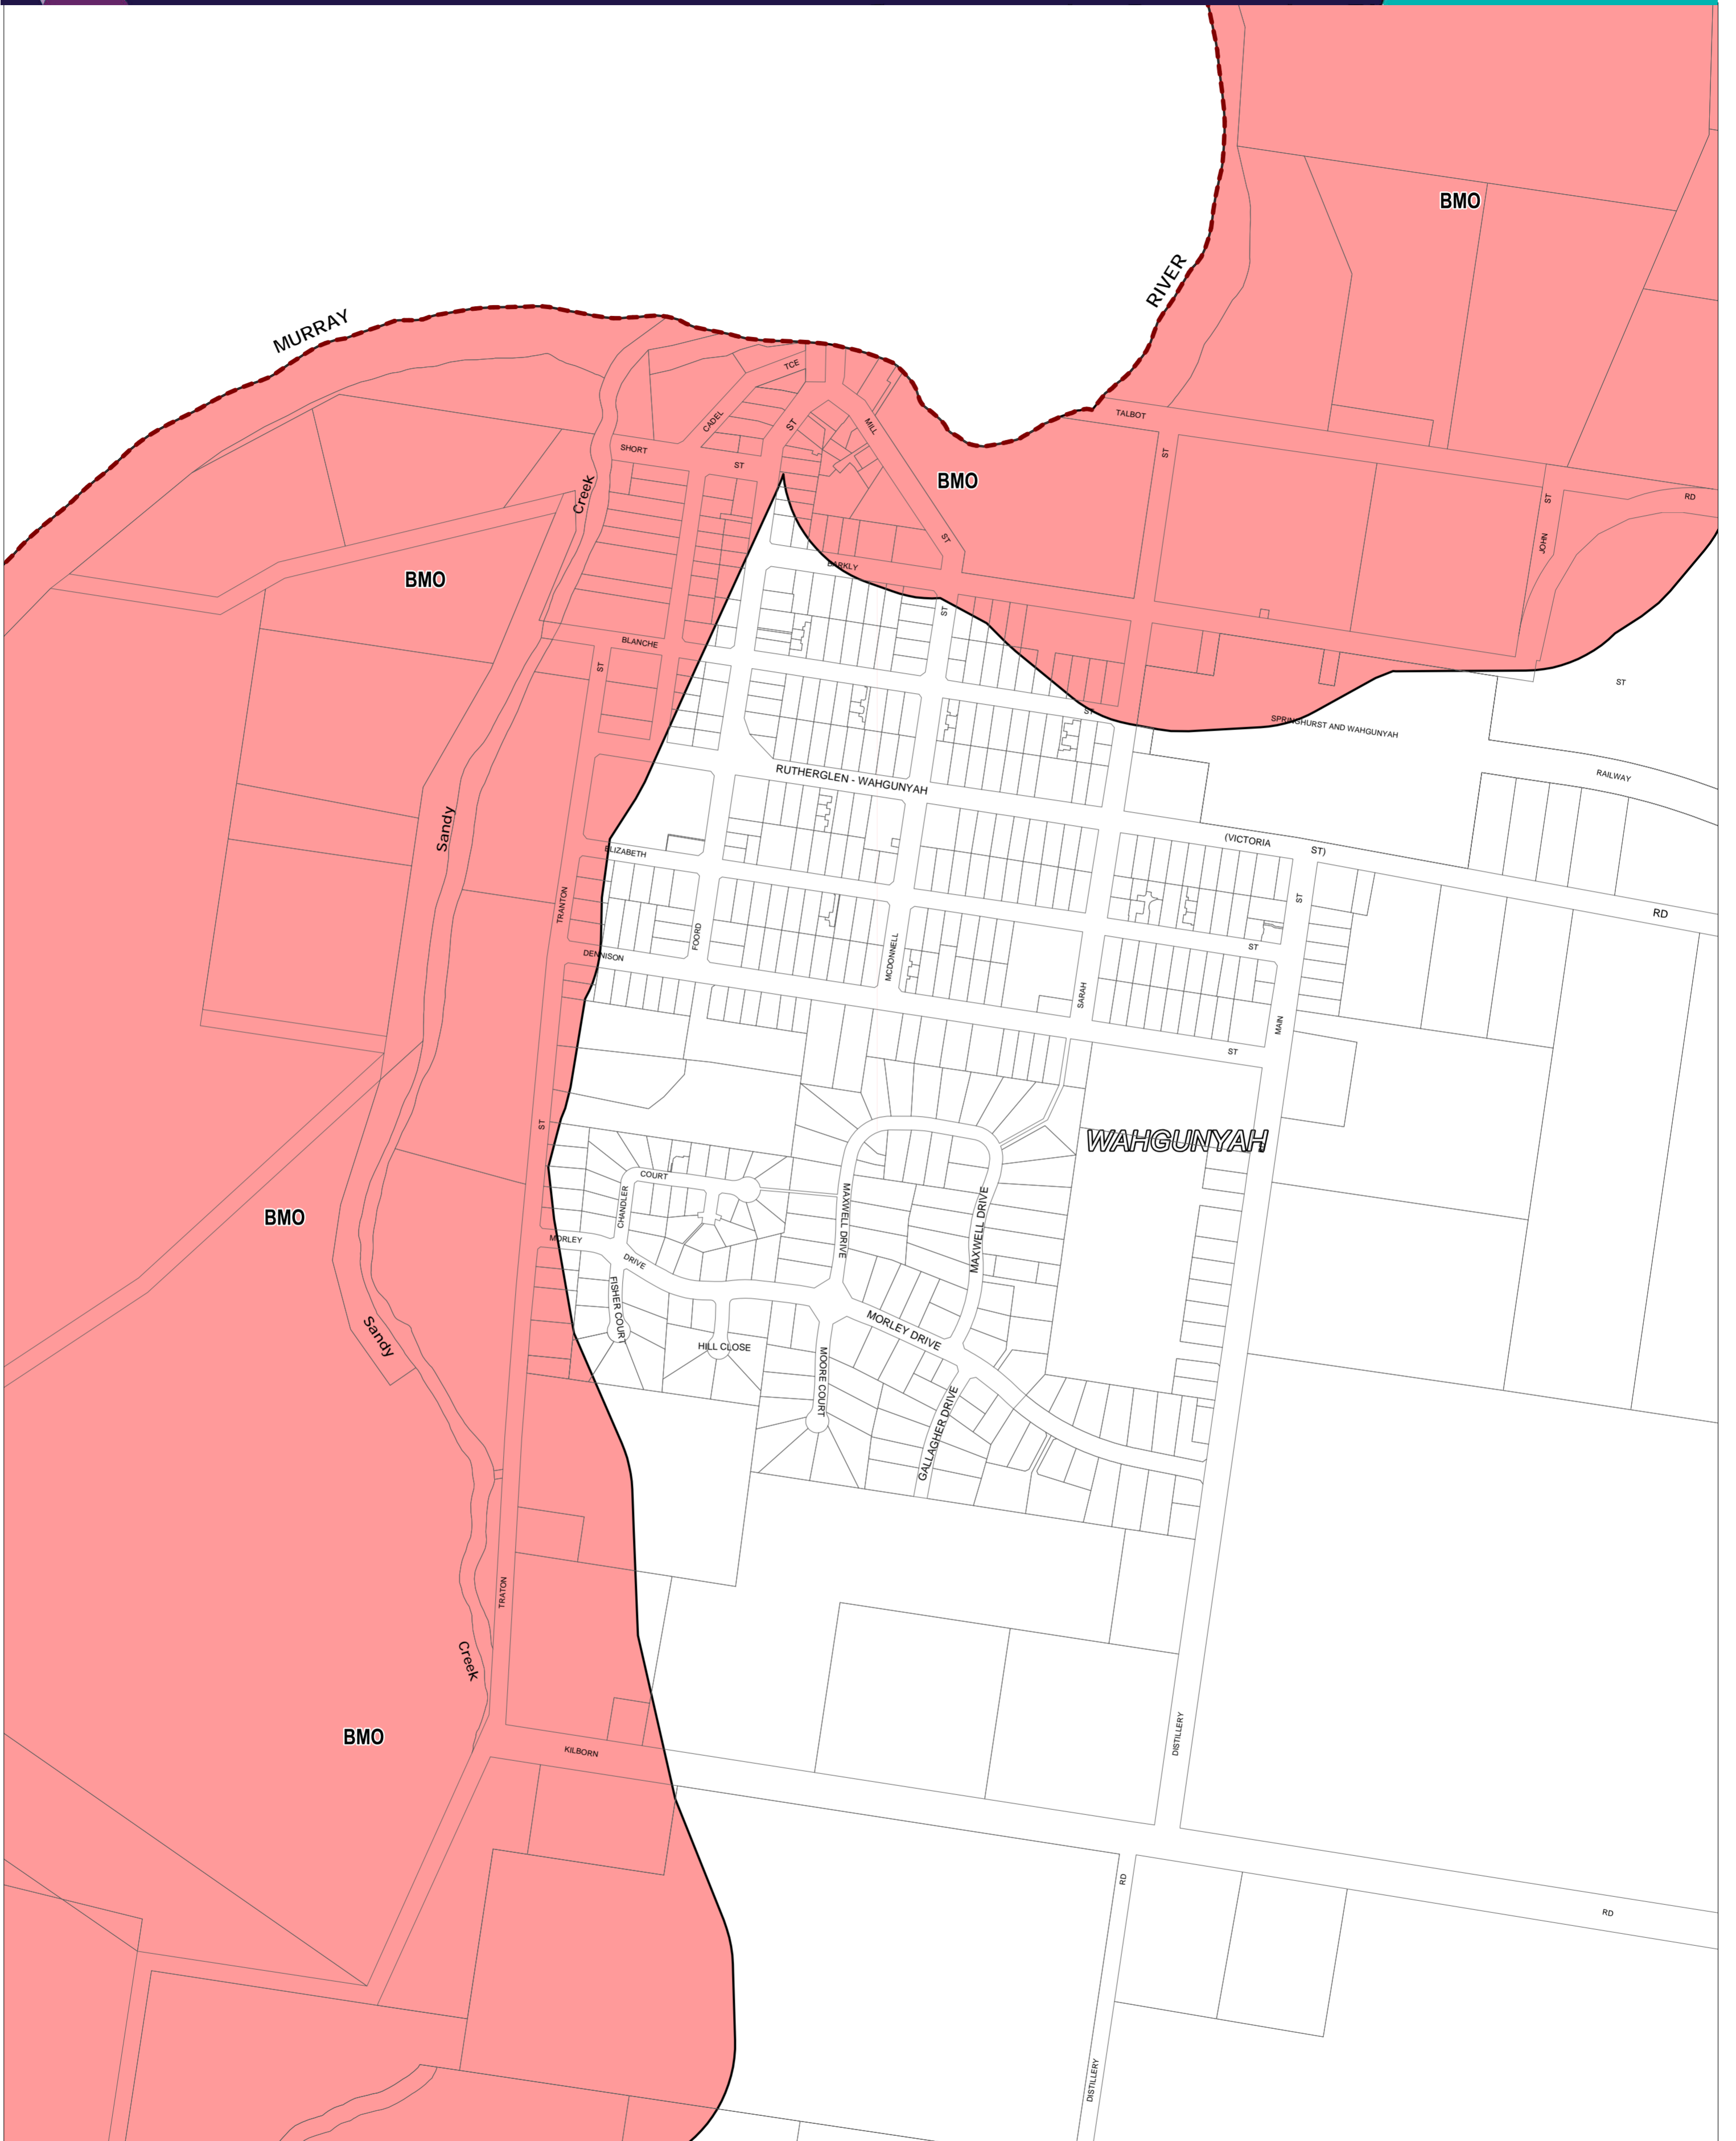 BMO
RIVER
MURRAY
TCE
TALBOT
CADEL
ST
MILL
SHORT
ST
ST
BMO
Creek
RD
ST
ST
JOHN
BARKLY
BMO
ST
BLANCHE
ST
ST
ST
SPRINGHURST AND WAHGUNYAH
RAILWAY
RUTHERGLEN - WAHGUNYAH
Sandy
(VICTORIA
ST)
ELIZABETH
ST
TRANTON
RD
FOORD
ST
MCDONNELL
DENNISON
SARAH
MAIN
ST
ST
WAHGUNYAH
COURT
CHANDLER
MAXWELL DRIVE
MAXWELL DRIVE
BMO
MORLEY
DRIVE
FISHER COURT
Sandy
MORLEY DRIVE
HILL CLOSE
MOORE COURT
GALLAGHER DRIVE
TRATON
Creek
BMO
DISTILLERY
KILBORN
RD
RD
DISTILLERY